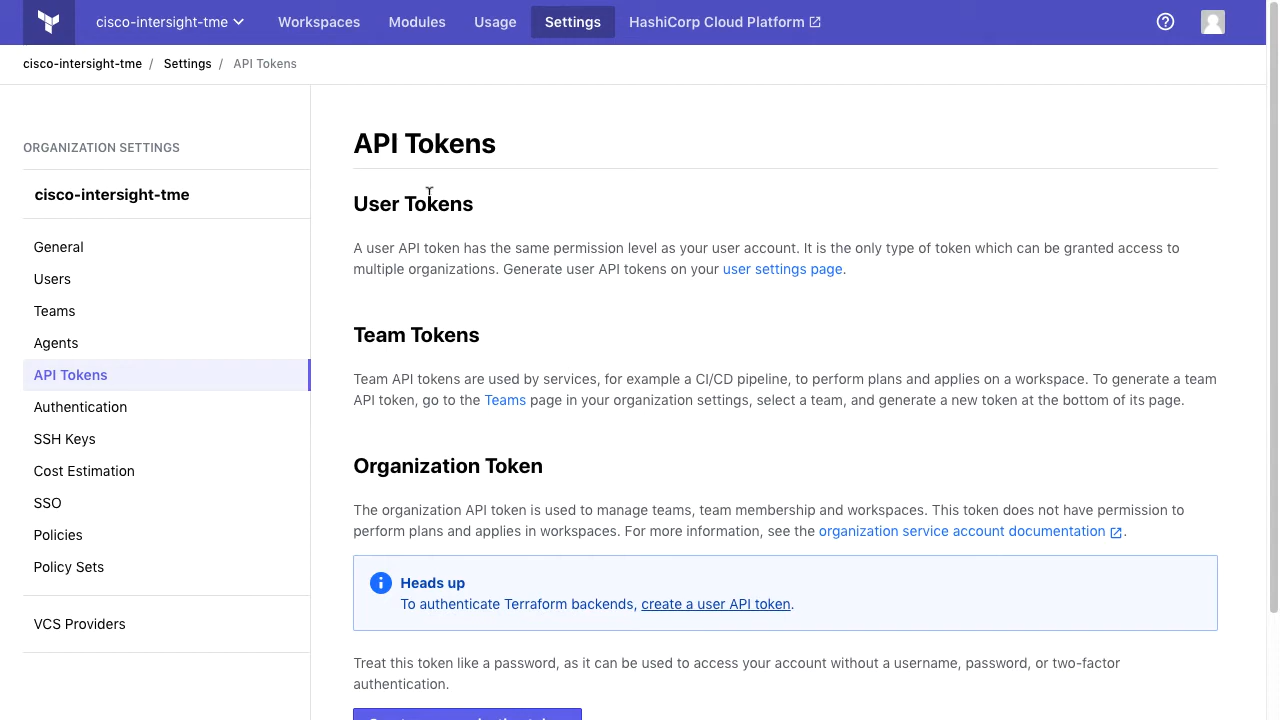 cisco-intersight-tme Workspaces Modules Usage Settings HashiCorp Cloud Platform
cisco-intersight-tme / Settings / API Tokens
ORGANIZATION SETTINGS
cisco-intersight-tme
General
Users
Teams
Agents
API Tokens
Authentication
SSH Keys
Cost Estimation
SSO
Policies
Policy Sets
VCS Providers
API Tokens
User Tokens
A user API token has the same permission level as your user account. It is the only type of token which can be granted access to
multiple organizations. Generate user API tokens on your user settings page.
Team Tokens
Team API tokens are used by services, for example a CI/CD pipeline, to perform plans and applies on a workspace. To generate a team
API token, go to the Teams page in your organization settings, select a team, and generate a new token at the bottom of its page.
Organization Token
The organization API token is used to manage teams, team membership and workspaces. This token does not have permission to
perform plans and applies in workspaces. For more information, see the organization service account documentation.
Heads up
To authenticate Terraform backends, create a user API token.
Treat this token like a password, as it can be used to access your account without a username, password, or two-factor
authentication.